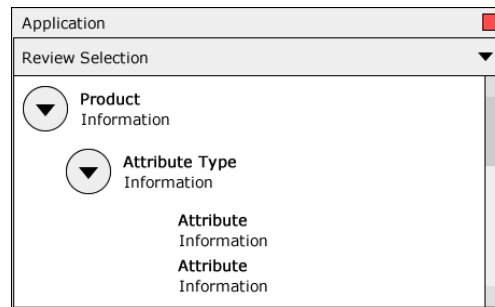 Application
Review Selection
Product
Information
Attribute Type
Information
Attribute
Information
Attribute
Information